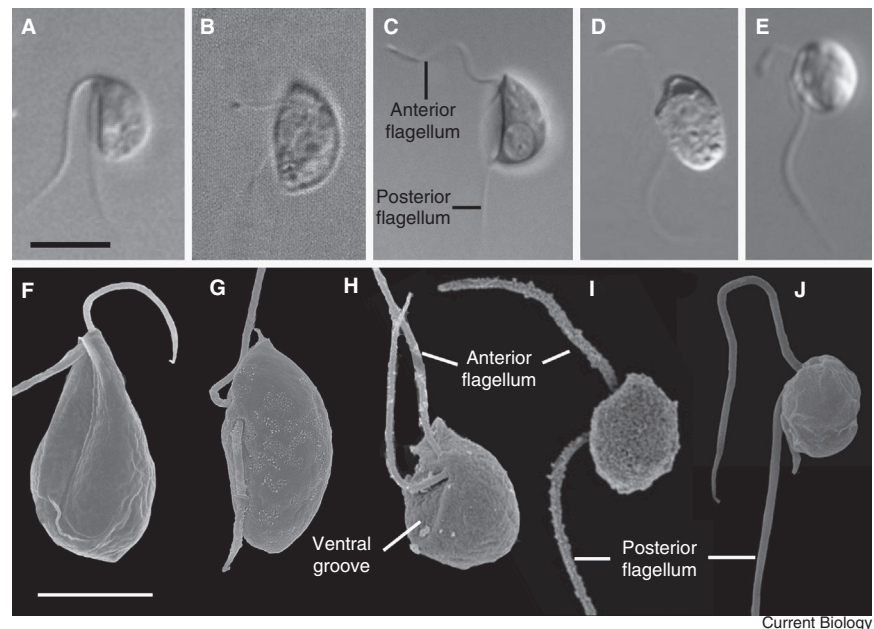 A
B
C
D
E
Anterior
flagellum
Posterior
flagellum
F
G
H
I
J
Anterior
flagellum
Ventral
groove
Posterior
flagellum
Current Biology